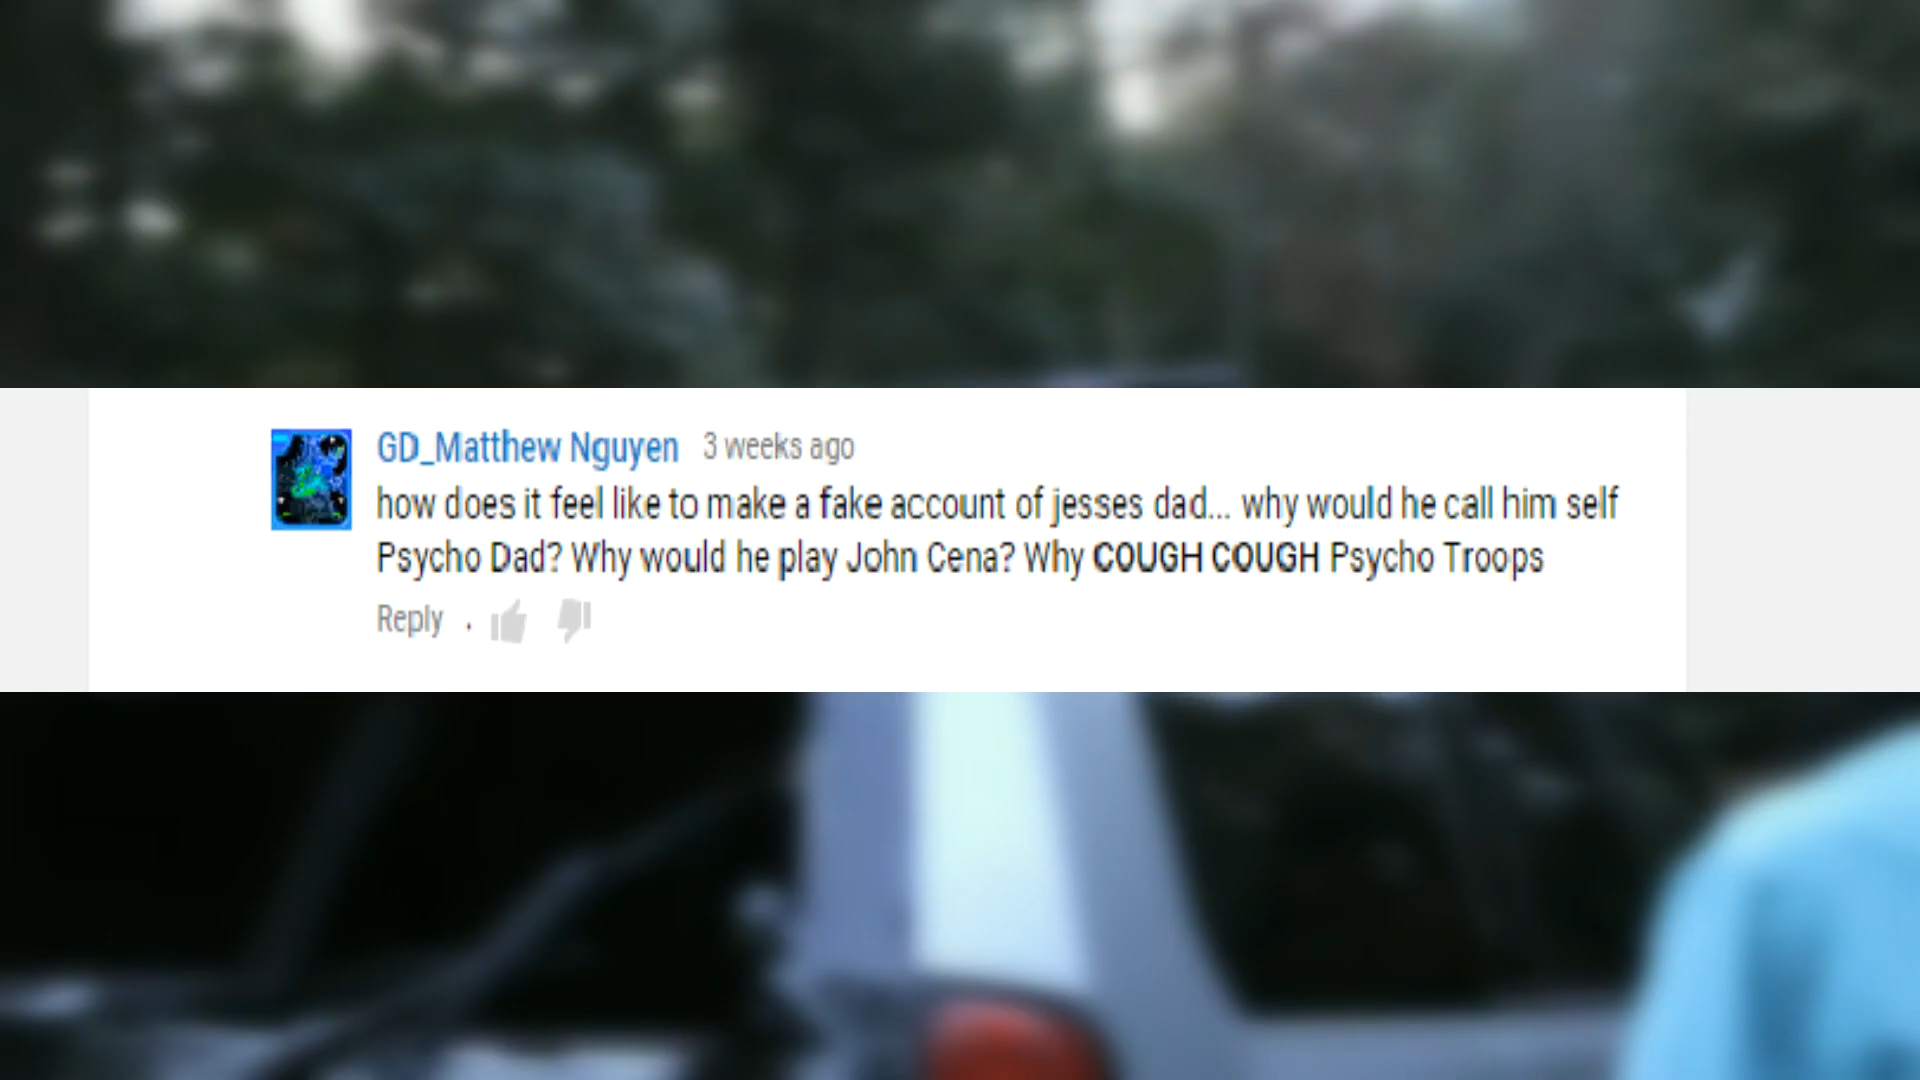 GD_Matthew Nguyen 3 weeks ago
how does it feel like to make a fake account of jesses dad... why would he call him self
Psycho Dad? Why would he play John Cena? Why COUGH COUGH Psycho Troops
Reply .